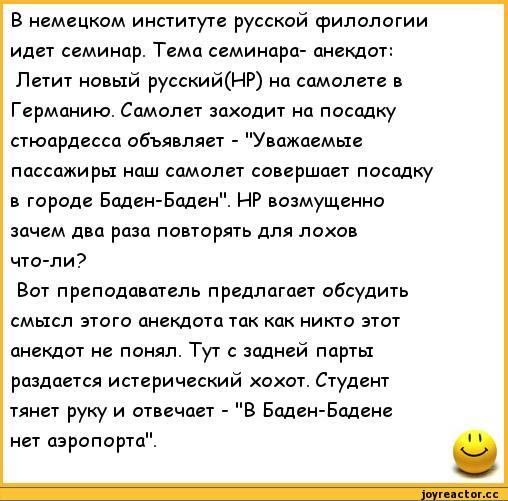 В немецком институте русской филологии
идет семинар. Тема семинара- анекдот:
Летит новый русский(НР) на самолете в
Германию. Самолет заходит на посадку
стюардесса объявляет - "Уважаемые
пассажиры наш самолет совершает посадку
в городе Баден-Баден". НР возмущенно
зачем два раза повторять для лохов
что-ли?
Вот преподаватель предлагает обсудить
смысл этого анекдота так как никто этот
анекдот не понял. Тут с задней парты
раздается истерический хохот. Студент
тянет руку и отвечает - "В Баден-Бадене
нет аэропорта".
joyreactor.cc